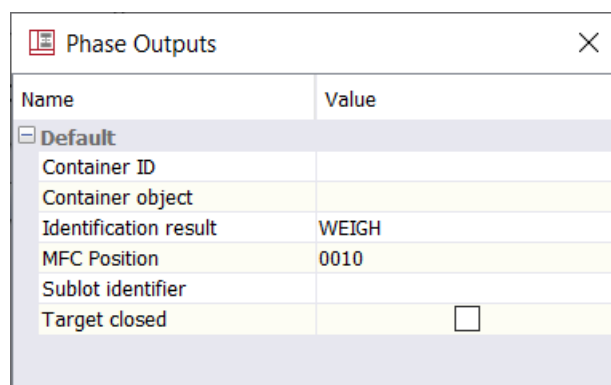 Phase Outputs
Name Value
Default
Container ID
Container object
Identification result WEIGH
MFC Position 0010
Sublot identifier
Target closed